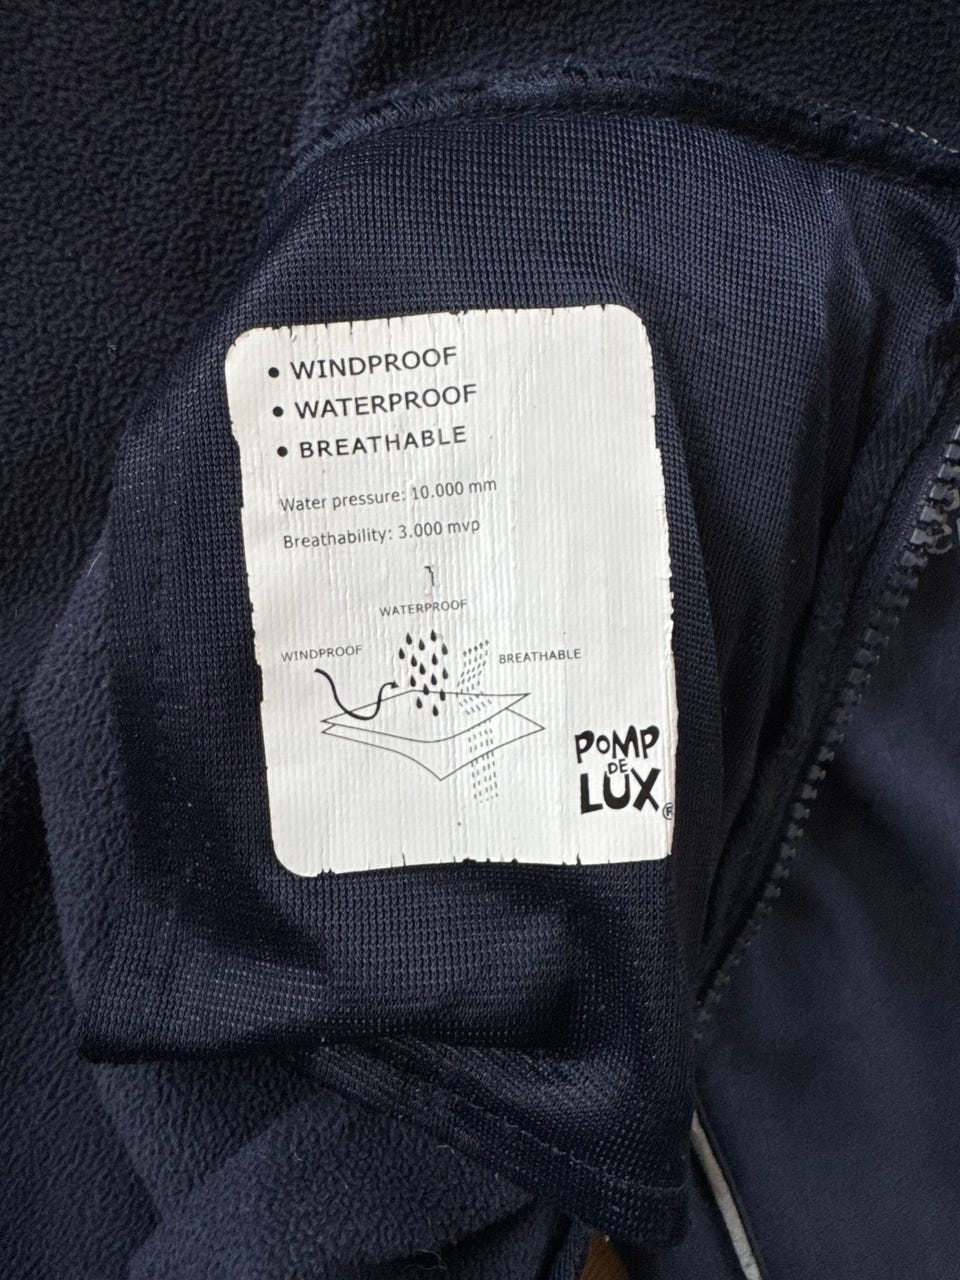 • WINDPROOF
• WATERPROOF
• BREATHABLE
Water pressure: 10.000 mm
Breathability: 3.000 mvp
WATERPROOF
WINDPROOF
BREATHABLE
POMP
DE
LUX®